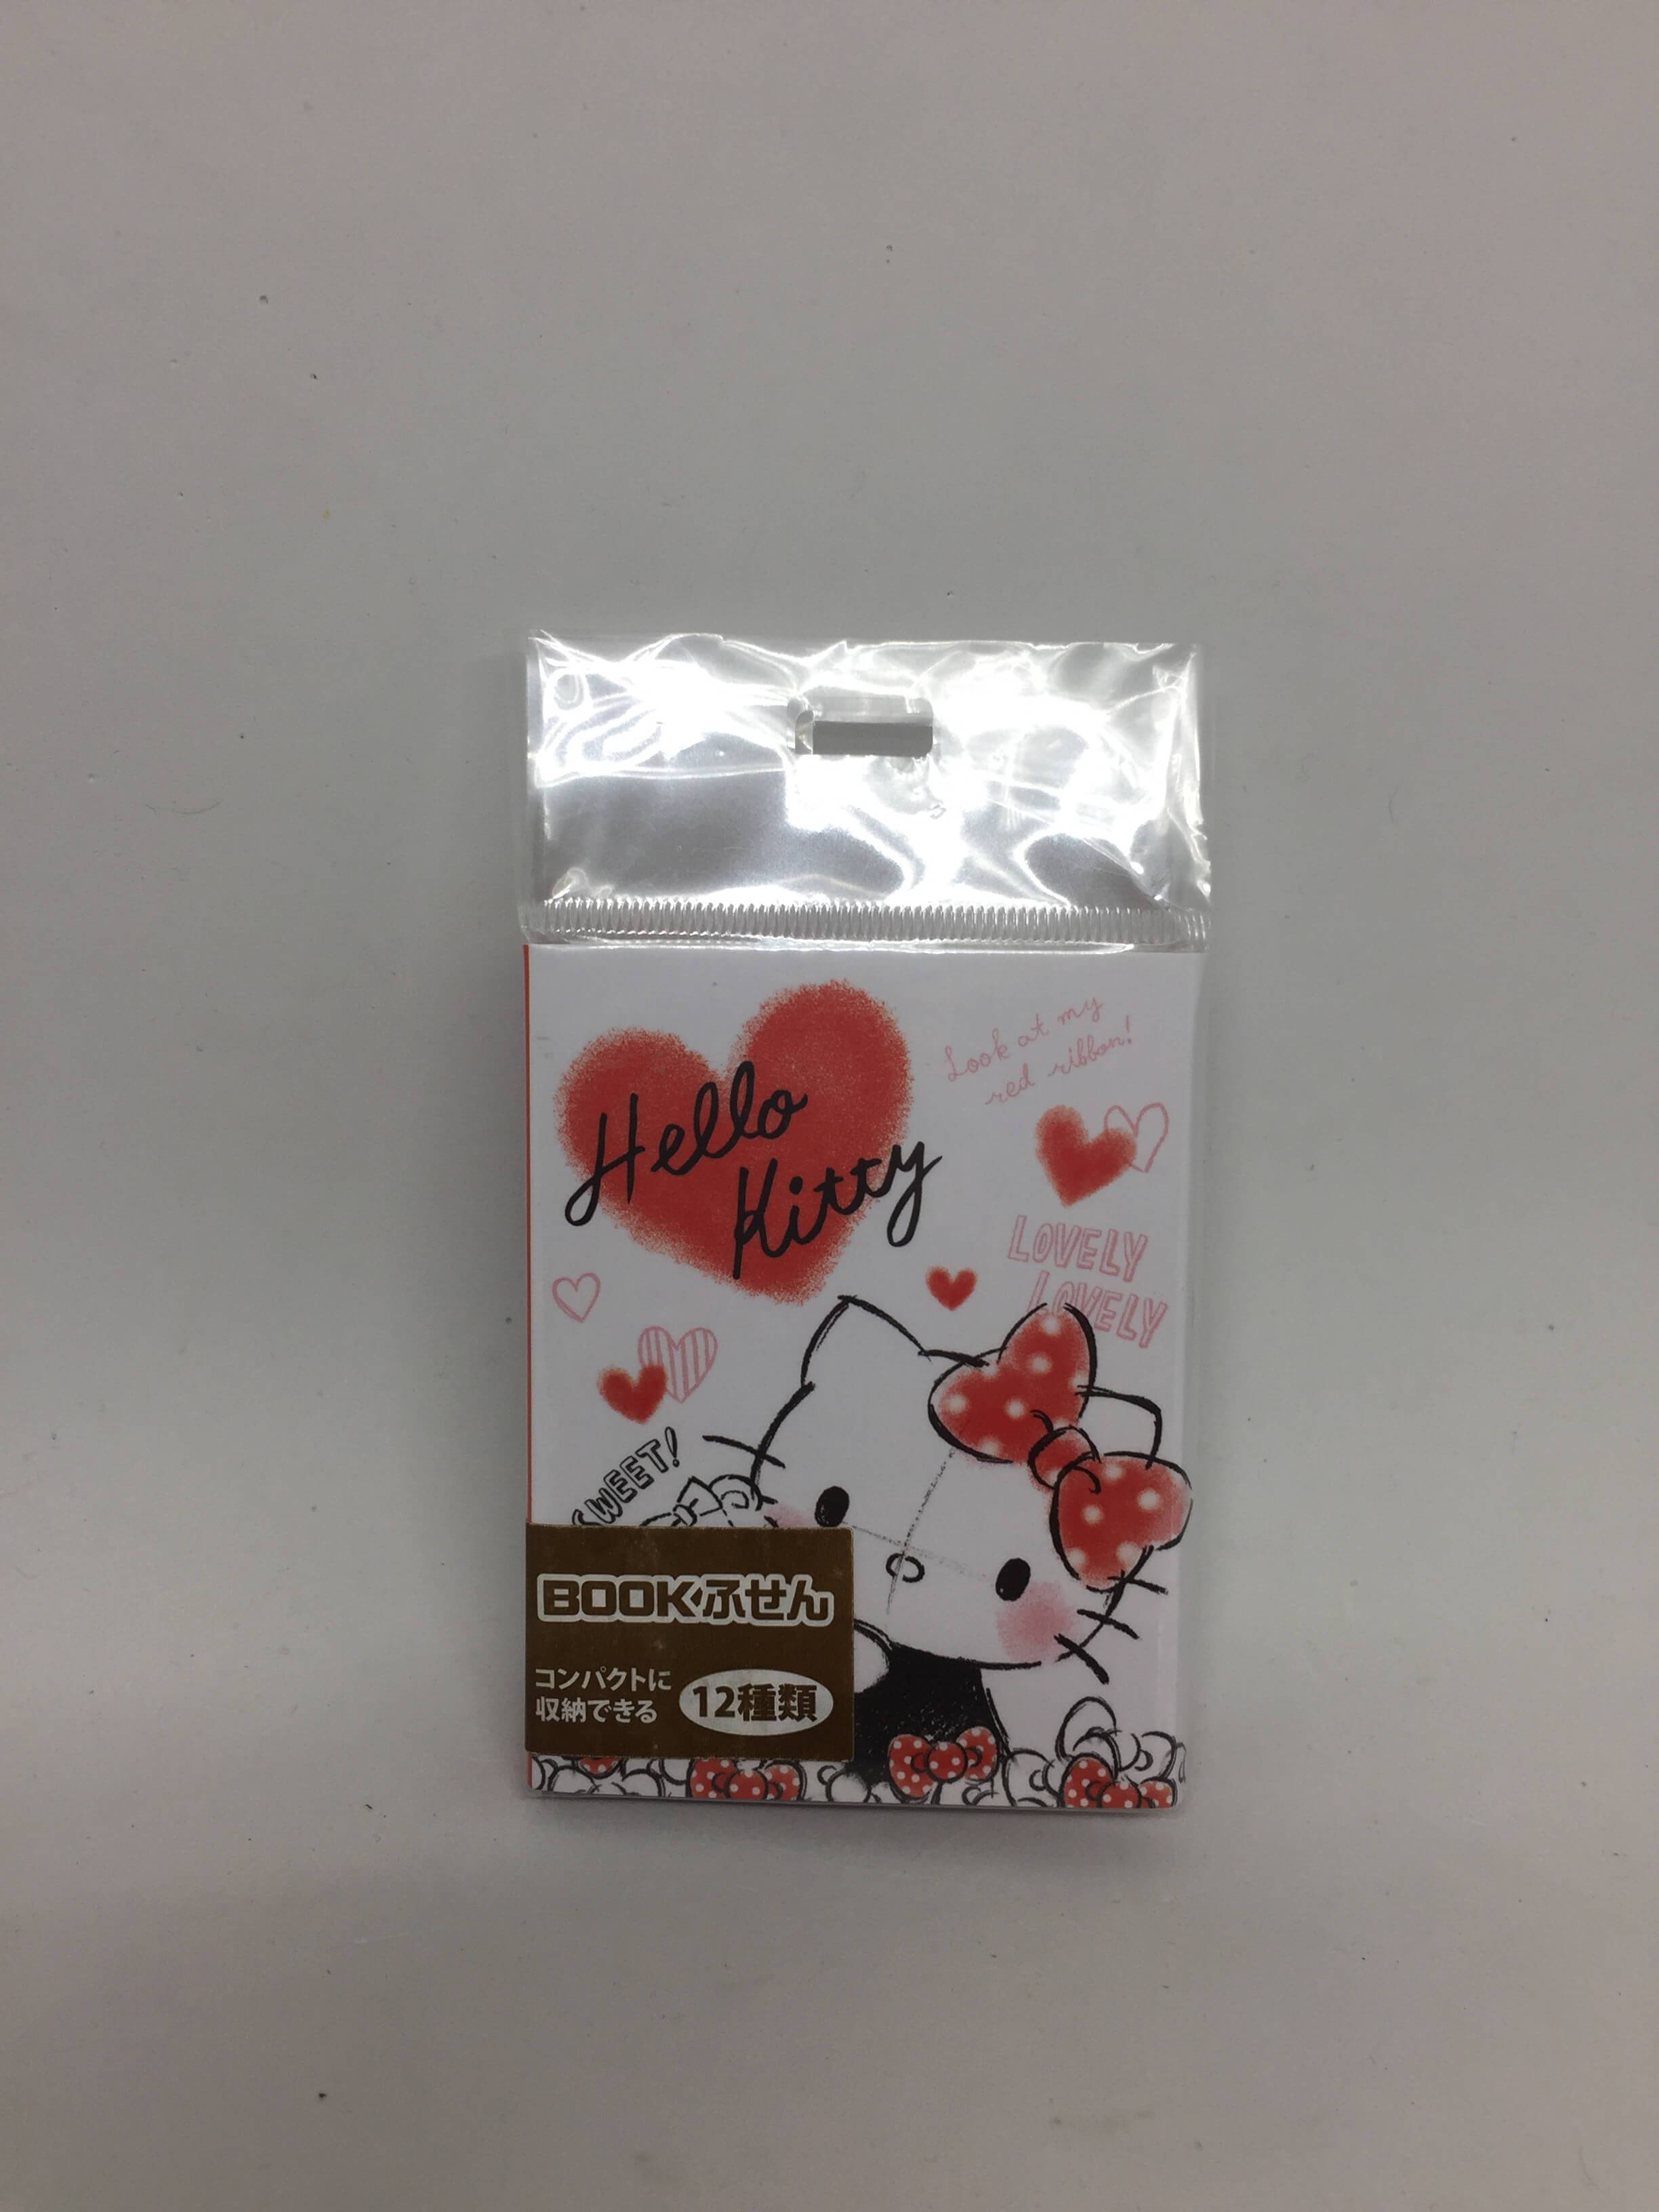 Look at my
red ribbon!
Hello
Kitty
LOVELY
LOVELY
SWEET!
BOOKふせん
コンパクトに
収納できる
12種類